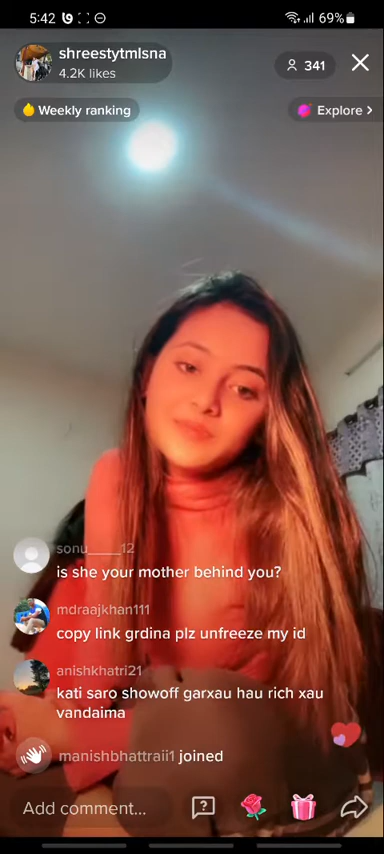 5:42
69%
shreestytmlsna
4.2K likes
341
Weekly ranking
Explore >
sonu_____12
is she your mother behind you?
mdraajkhan111
copy link grdina plz unfreeze my id
anishkhatri21
kati saro showoff garxau hau rich xau
vandaima
manishbhattraii1 joined
Add comment...